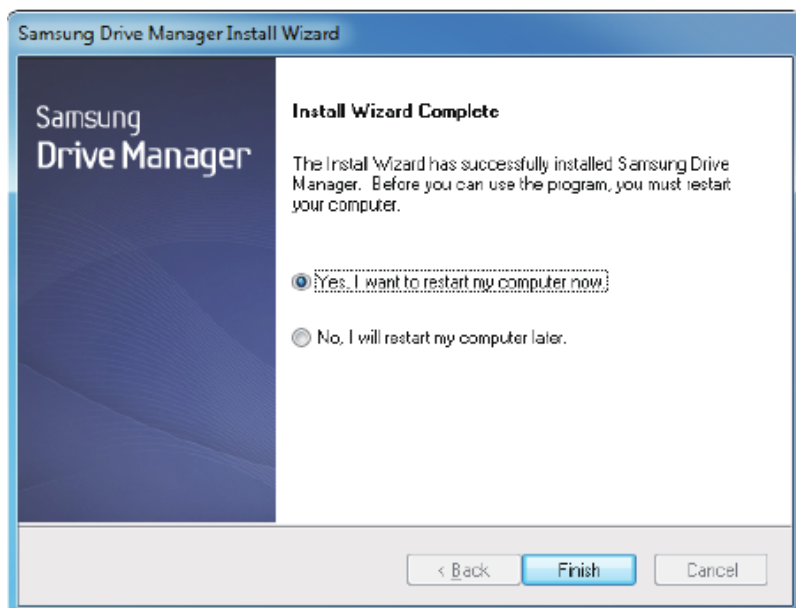 Samsung Drive Manager Install Wizard
Samsung
Drive Manager
Install Wizard Complete
The Install Wizard has successfully installed Samsung Drive
Manager. Before you can use the program, you must restart
your computer.
Yes, I want to restart my computer now.
No, I will restart my computer later.
< Back
Finish
Cancel